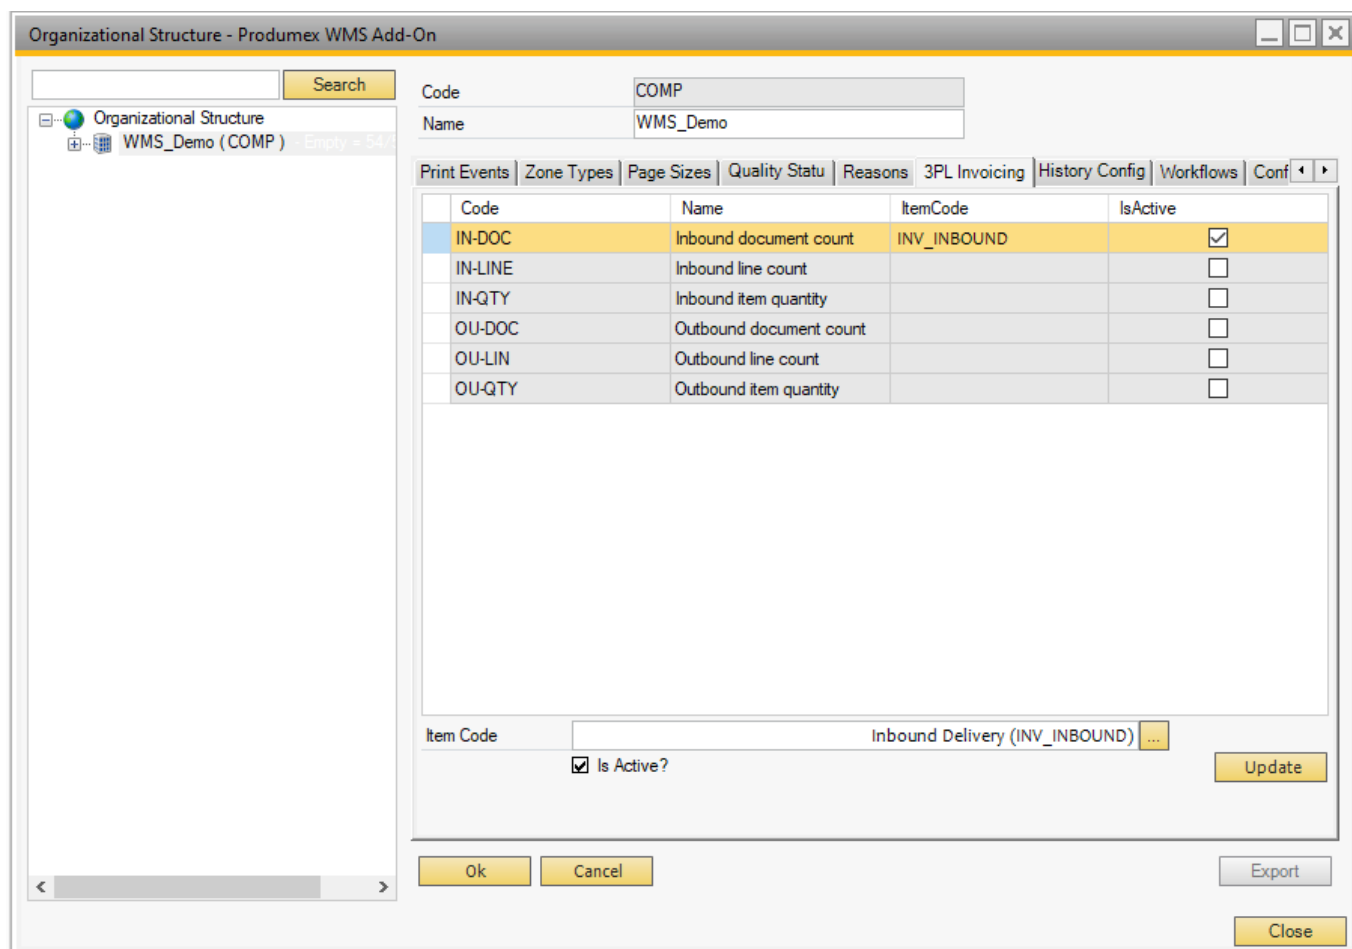 Organizational Structure - Produmex WMS Add-On
Search
Organizational Structure
WMS_Demo ( COMP ) - Empty = 54/
Code COMP
Name WMS_Demo
Print Events Zone Types Page Sizes Quality Statu Reasons 3PL Invoicing History Config Workflows Conf
Code Name ItemCode IsActive
IN-DOC Inbound document count INV_INBOUND
IN-LINE Inbound line count
IN-QTY Inbound item quantity
OU-DOC Outbound document count
OU-LIN Outbound line count
OU-QTY Outbound item quantity
Item Code Inbound Delivery (INV_INBOUND) ...
Is Active?
Update
Ok Cancel Export
Close